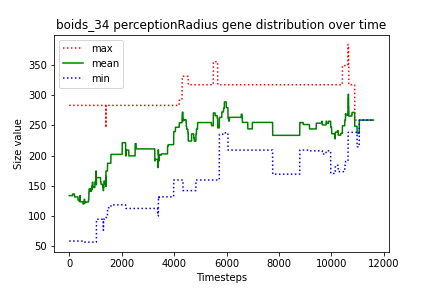 boids_34 perceptionRadius gene distribution over time
max
mean
min
Size value
350
300
250
200
150
100
50
0
2000
4000
6000
8000
10000
12000
Timesteps